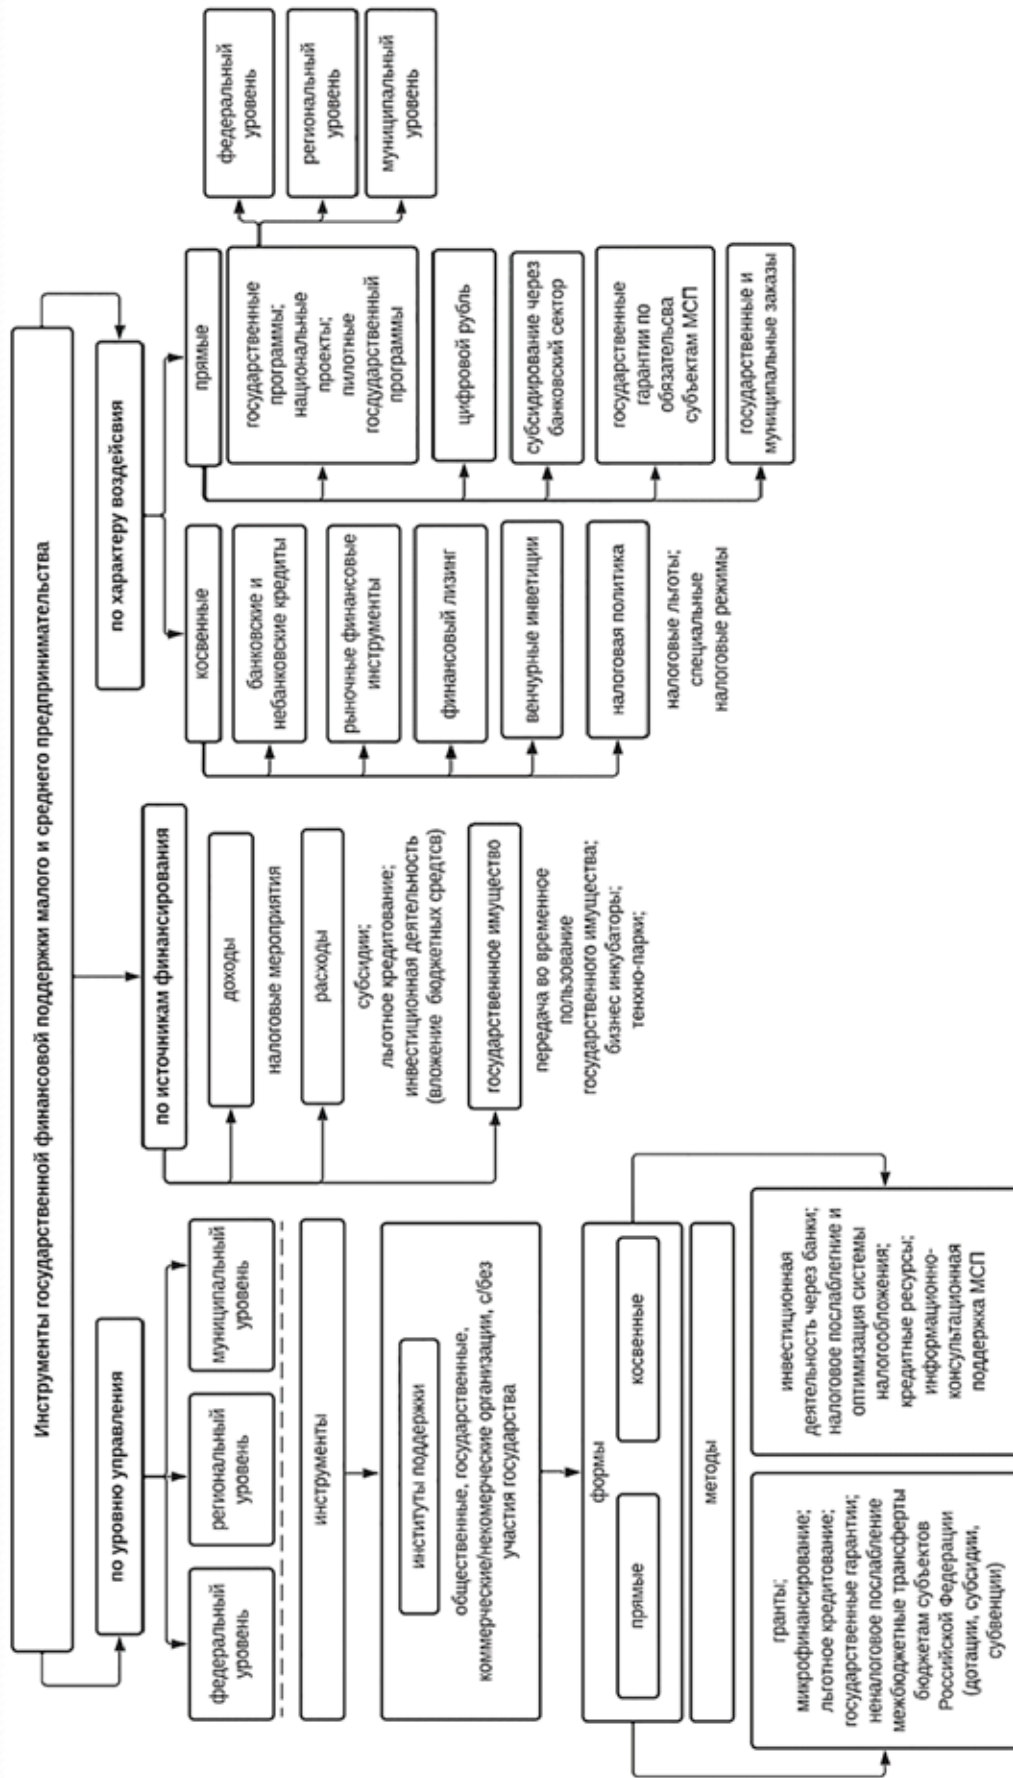 Инструменты государственной финансовой поддержки малого и среднего предпринимательства
по уровню управления
федеральный
уровень
региональный
уровень
муниципальный
уровень
инструменты
институты поддержки
общественные, государственные,
коммерческие/некомерческие организации, с/без
участия государства
формы
прямые
косвенные
методы
гранты;
микрофинансирование;
льготное кредитование;
государственные гарантии;
неналоговое послабление
межбюджетные трансферты
бюджетам субъектов
Российской Федерации
(дотации, субсидии,
субвенции)
инвестиционная
деятельность через банки;
налоговое послаблегние и
оптимизация системы
налогообложения;
кредитные ресурсы;
информационно-
консультационная
поддержка МСП
по источникам финансирования
доходы
налоговые мероприятия
расходы
субсидии;
льготное кредитование;
инвестиционная деятельность
(вложение бюджетных средтсв)
государственное имущество
передача во временное
пользование
государственного имущества;
бизнес инкубаторы;
тенхно-парки;
по характеру воздейсвия
косвенные
банковские и
небанковские кредиты
рыночные финансовые
инструменты
финансовый лизинг
венчурные инветиции
налоговая политика
налоговые льготы;
специальные
налоговые режимы
прямые
государственные
программы;
национальные
проекты;
пилотные
госдударственный
программы
цифровой рубль
субсидирование через
банковский сектор
государственные
гарантии по
обязательсва
субъектам МСП
государственные и
муниципальные заказы
федеральный
уровень
региональный
уровень
муниципальный
уровень